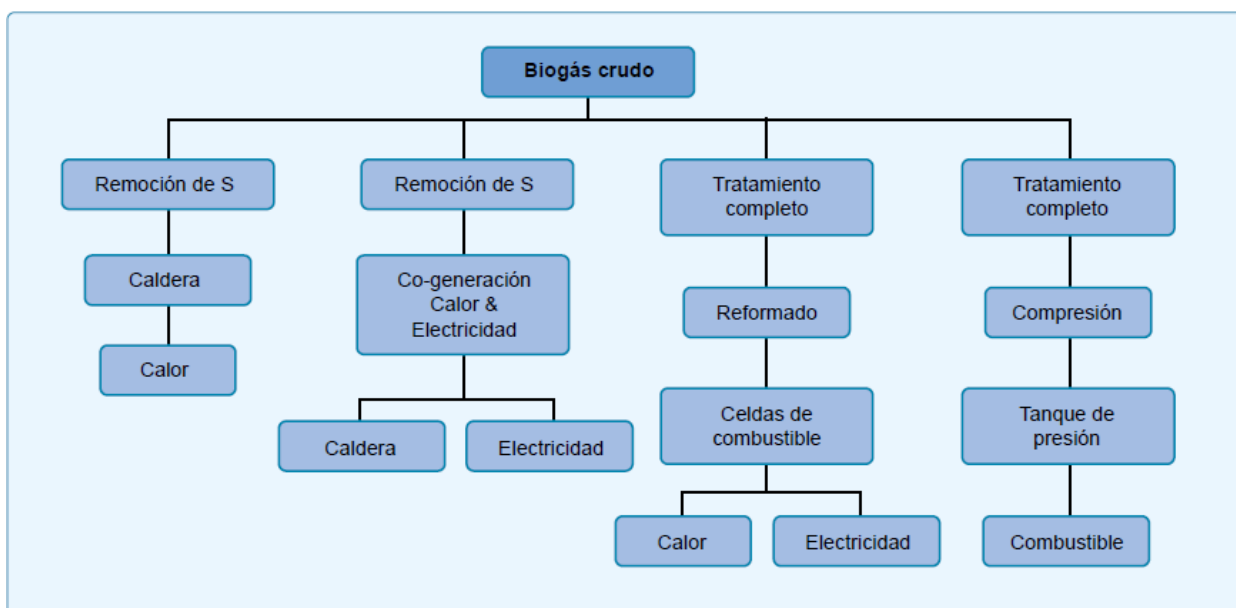 Biogás crudo
Remoción de S
Remoción de S
Tratamiento
completo
Tratamiento
completo
Caldera
Co-generación
Calor &
Electricidad
Reformado
Compresión
Calor
Caldera
Electricidad
Celdas de
combustible
Tanque de
presión
Calor
Electricidad
Combustible